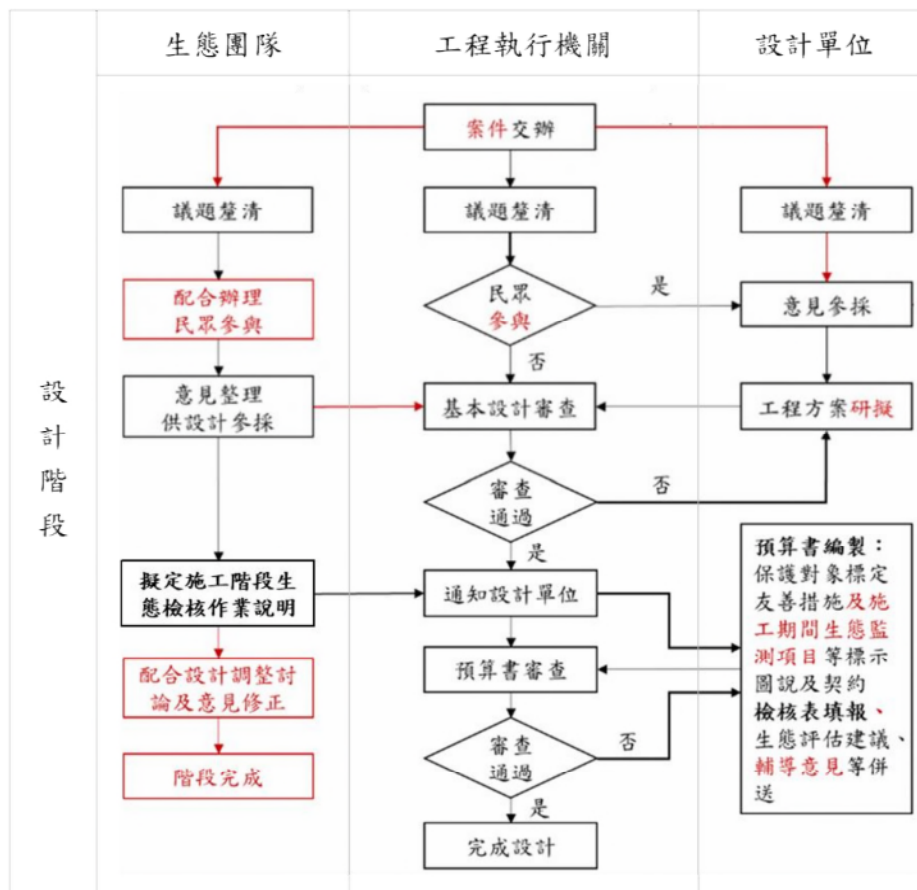 生態團隊
工程執行機關
設計單位
設計階段
案件交辦
議題釐清
議題釐清
議題釐清
配合辦理
民眾參與
民眾
參與
是
意見參採
否
意見整理
供設計參採
基本設計審查
工程方案研擬
審查
通過
否
是
擬定施工階段生
態檢核作業說明
通知設計單位
預算書編製：
保護對象標定
友善措施及施
工期間生態監
測項目等標示
圖說及契約
檢核表填報、
生態評估建議、
輔導意見等併
送
配合設計調整討
論及意見修正
預算書審查
階段完成
審查
通過
否
是
完成設計